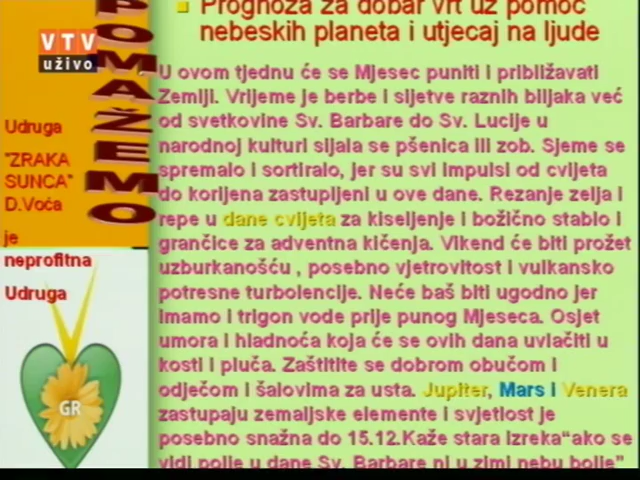 Prognoza za dobar vrt uz pomoć
nebeskih planeta i utjecaj na ljude
VTV
uživo
POMAŽEMO
U ovom tjednu će se Mjesec puniti i približavati
Zemlji. Vrijeme je berbe i sijetve raznih biljaka već
od svetkovine Sv. Barbare do Sv. Lucije u
narodnoj kulturi sijala se pšenica ili zob. Sjeme se
spremalo i sortiralo, jer su svi impulsi od cvijeta
do korijena zastupljeni u ove dane. Rezanje zelja i
repe u dane cvijeta za kiseljenje i božićno stablo i
grančice za adventna kičenja. Vikend će biti prožet
uzburkanošću , posebno vjetrovitost i vulkansko
potresne turbolencije. Neće baš biti ugodno jer
imamo i trigon vode prije punog Mjeseca. Osjet
umora i hladnoća koja će se ovih dana uvlačiti u
kosti i pluča. Zaštitite se dobrom obučom i
odječom i šalovima za usta. Jupiter, Mars i Venera
zastupaju zemaljske elemente i svjetlost je
posebno snažna do 15.12.Kaže stara izreka“ako se
vidi polje u dane Sv. Barbare ni u zimi nebu bolje”
Udruga
"ZRAKA
SUNCA"
D.Voća
je
neprofitna
Udruga
GR